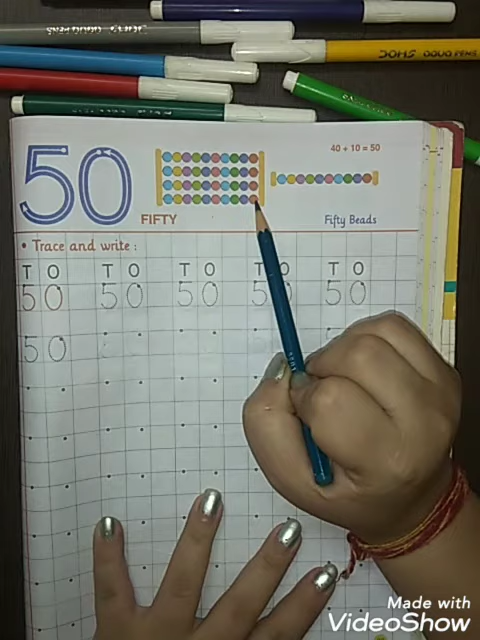 50
40 + 10 = 50
FIFTY
Fifty Beads
• Trace and write :
T O T O T O T O T O
50 50 50 50 50
50
Made with
VideoShow